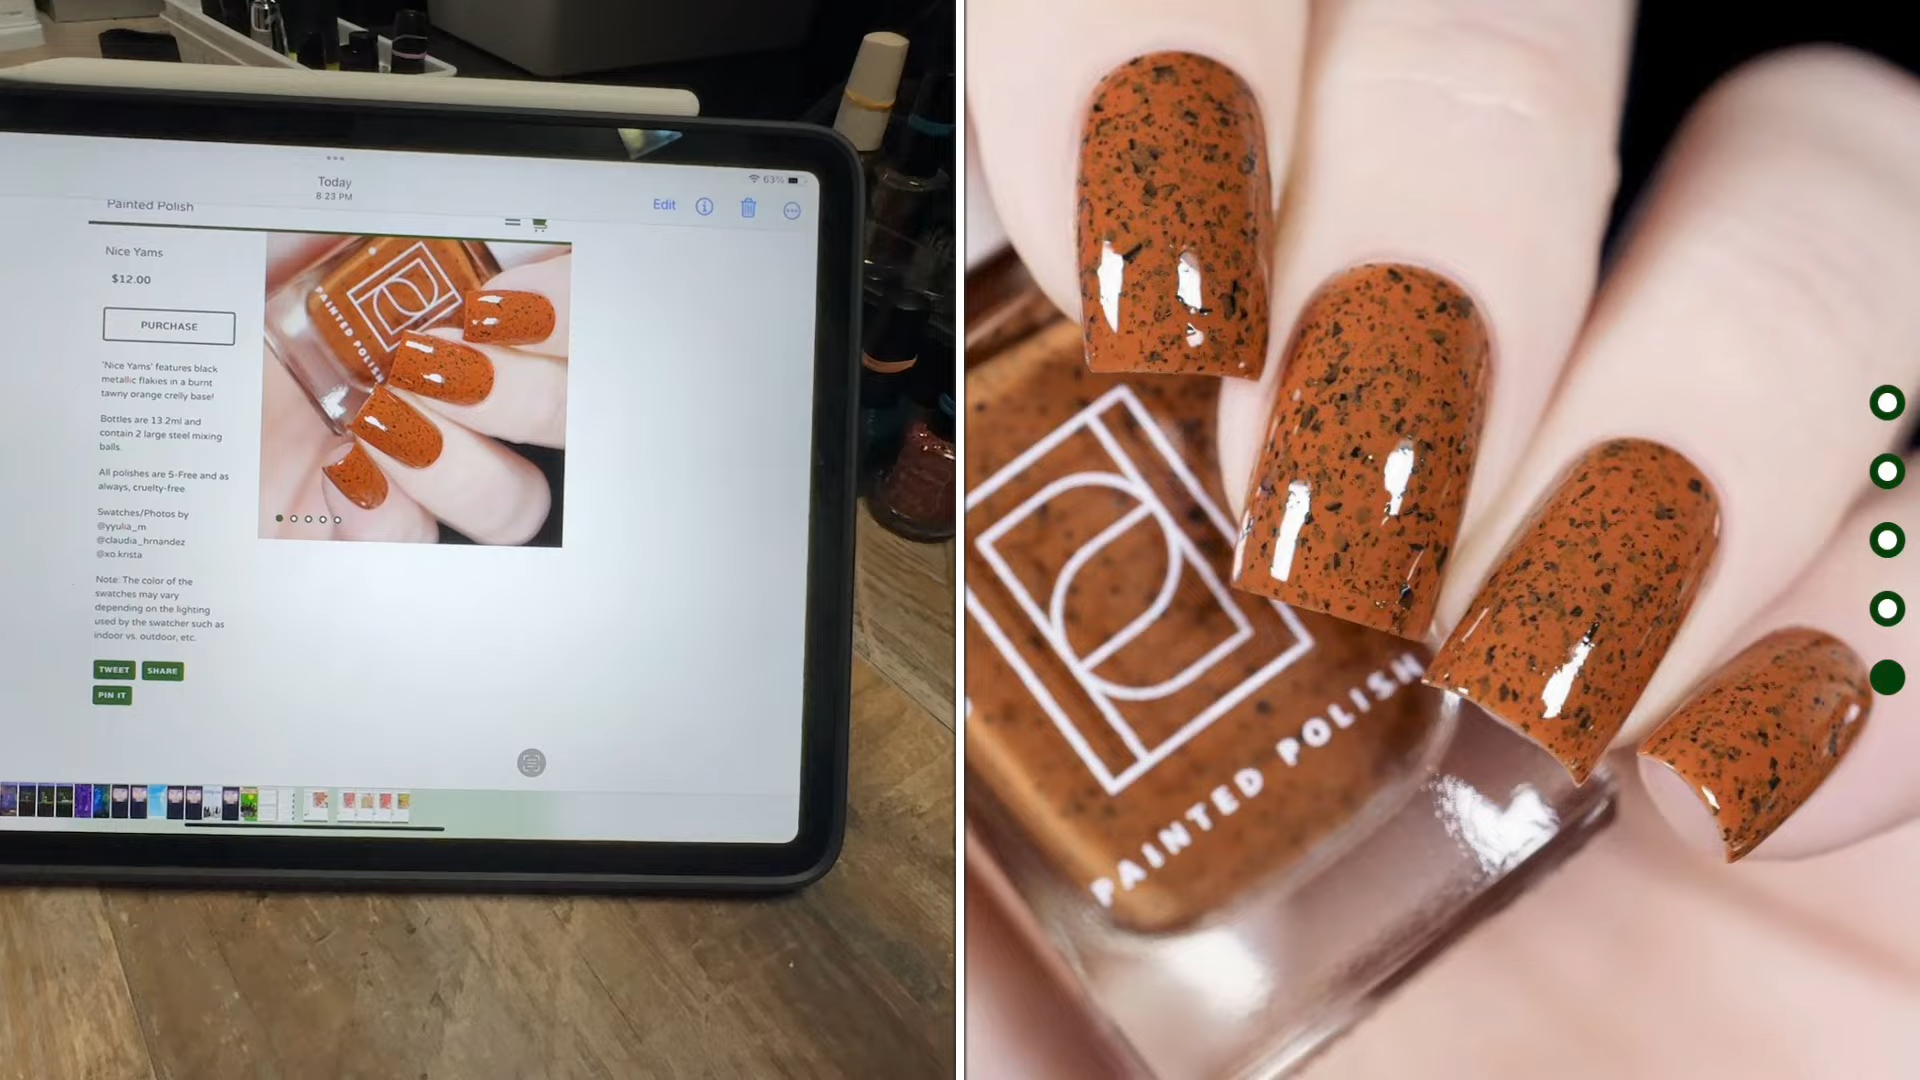 Today
8:23 PM
63%
Edit
Painted Polish
Nice Yams
$12.00
PURCHASE
'Nice Yams' features black
metallic flakies in a burnt
tawny orange crelly base!
Bottles are 13.2ml and
contain 2 large steel mixing
balls.
All polishes are 5-Free and as
always, cruelty-free.
Swatches/Photos by
@yyulia_m
@claudia_hrnandez
@xo.krista
Note: The color of the
swatches may vary
depending on the lighting
used by the swatcher such as
indoor vs. outdoor, etc.
TWEET SHARE
PIN IT
PAINTED POLISH
PAINTED POLISH